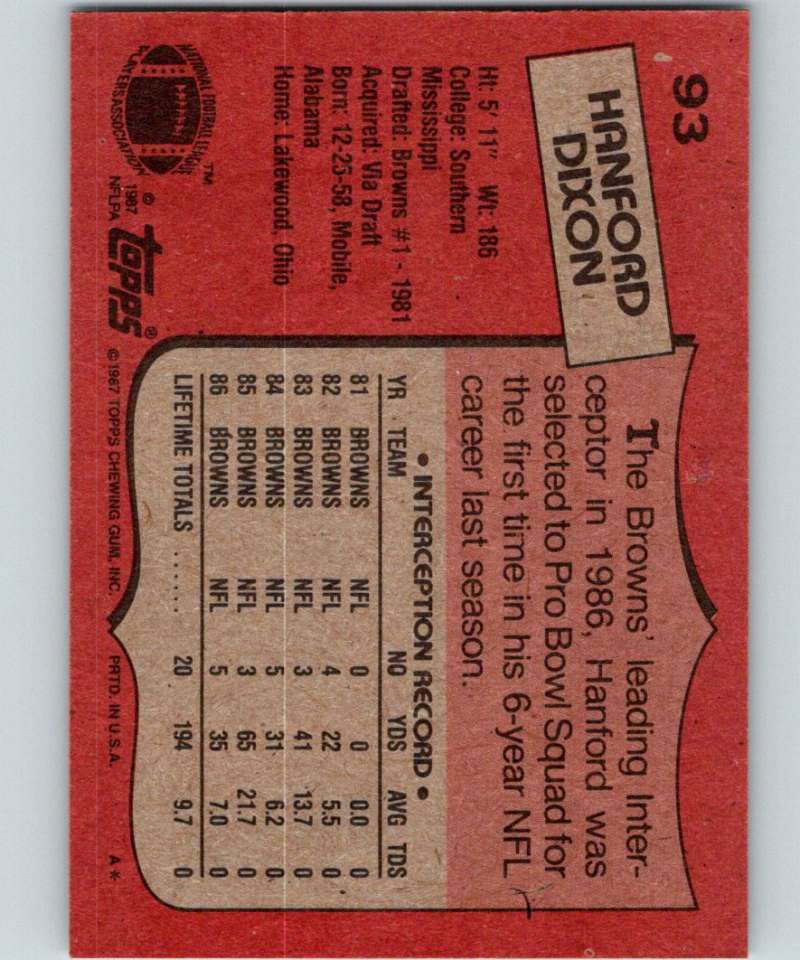 93
HANFORD
DIXON
Ht: 5' 11" Wt: 186
College: Southern
Mississippi
Drafted: Browns #1 - 1981
Acquired: Via Draft
Born: 12-25-58, Mobile,
Alabama
Home: Lakewood, Ohio
NATIONAL FOOTBALL LEAGUE
PLAYERS ASSOCIATION
TM
© 1987
NFLPA
topps®
The Browns' leading Inter-
ceptor in 1986, Hanford was
selected to Pro Bowl Squad for
the first time in his 6-year NFL
career last season.
• INTERCEPTION RECORD •
YR TEAM NO YDS AVG TDS
81 BROWNS NFL 0 0 0.0 0
82 BROWNS NFL 4 22 5.5 0
83 BROWNS NFL 3 41 13.7 0
84 BROWNS NFL 5 31 6.2 0
85 BROWNS NFL 3 65 21.7 0
86 BROWNS NFL 5 35 7.0 0
LIFETIME TOTALS ...... 20 194 9.7 0
© 1987 TOPPS CHEWING GUM, INC. PRTD. IN U.S.A. A*